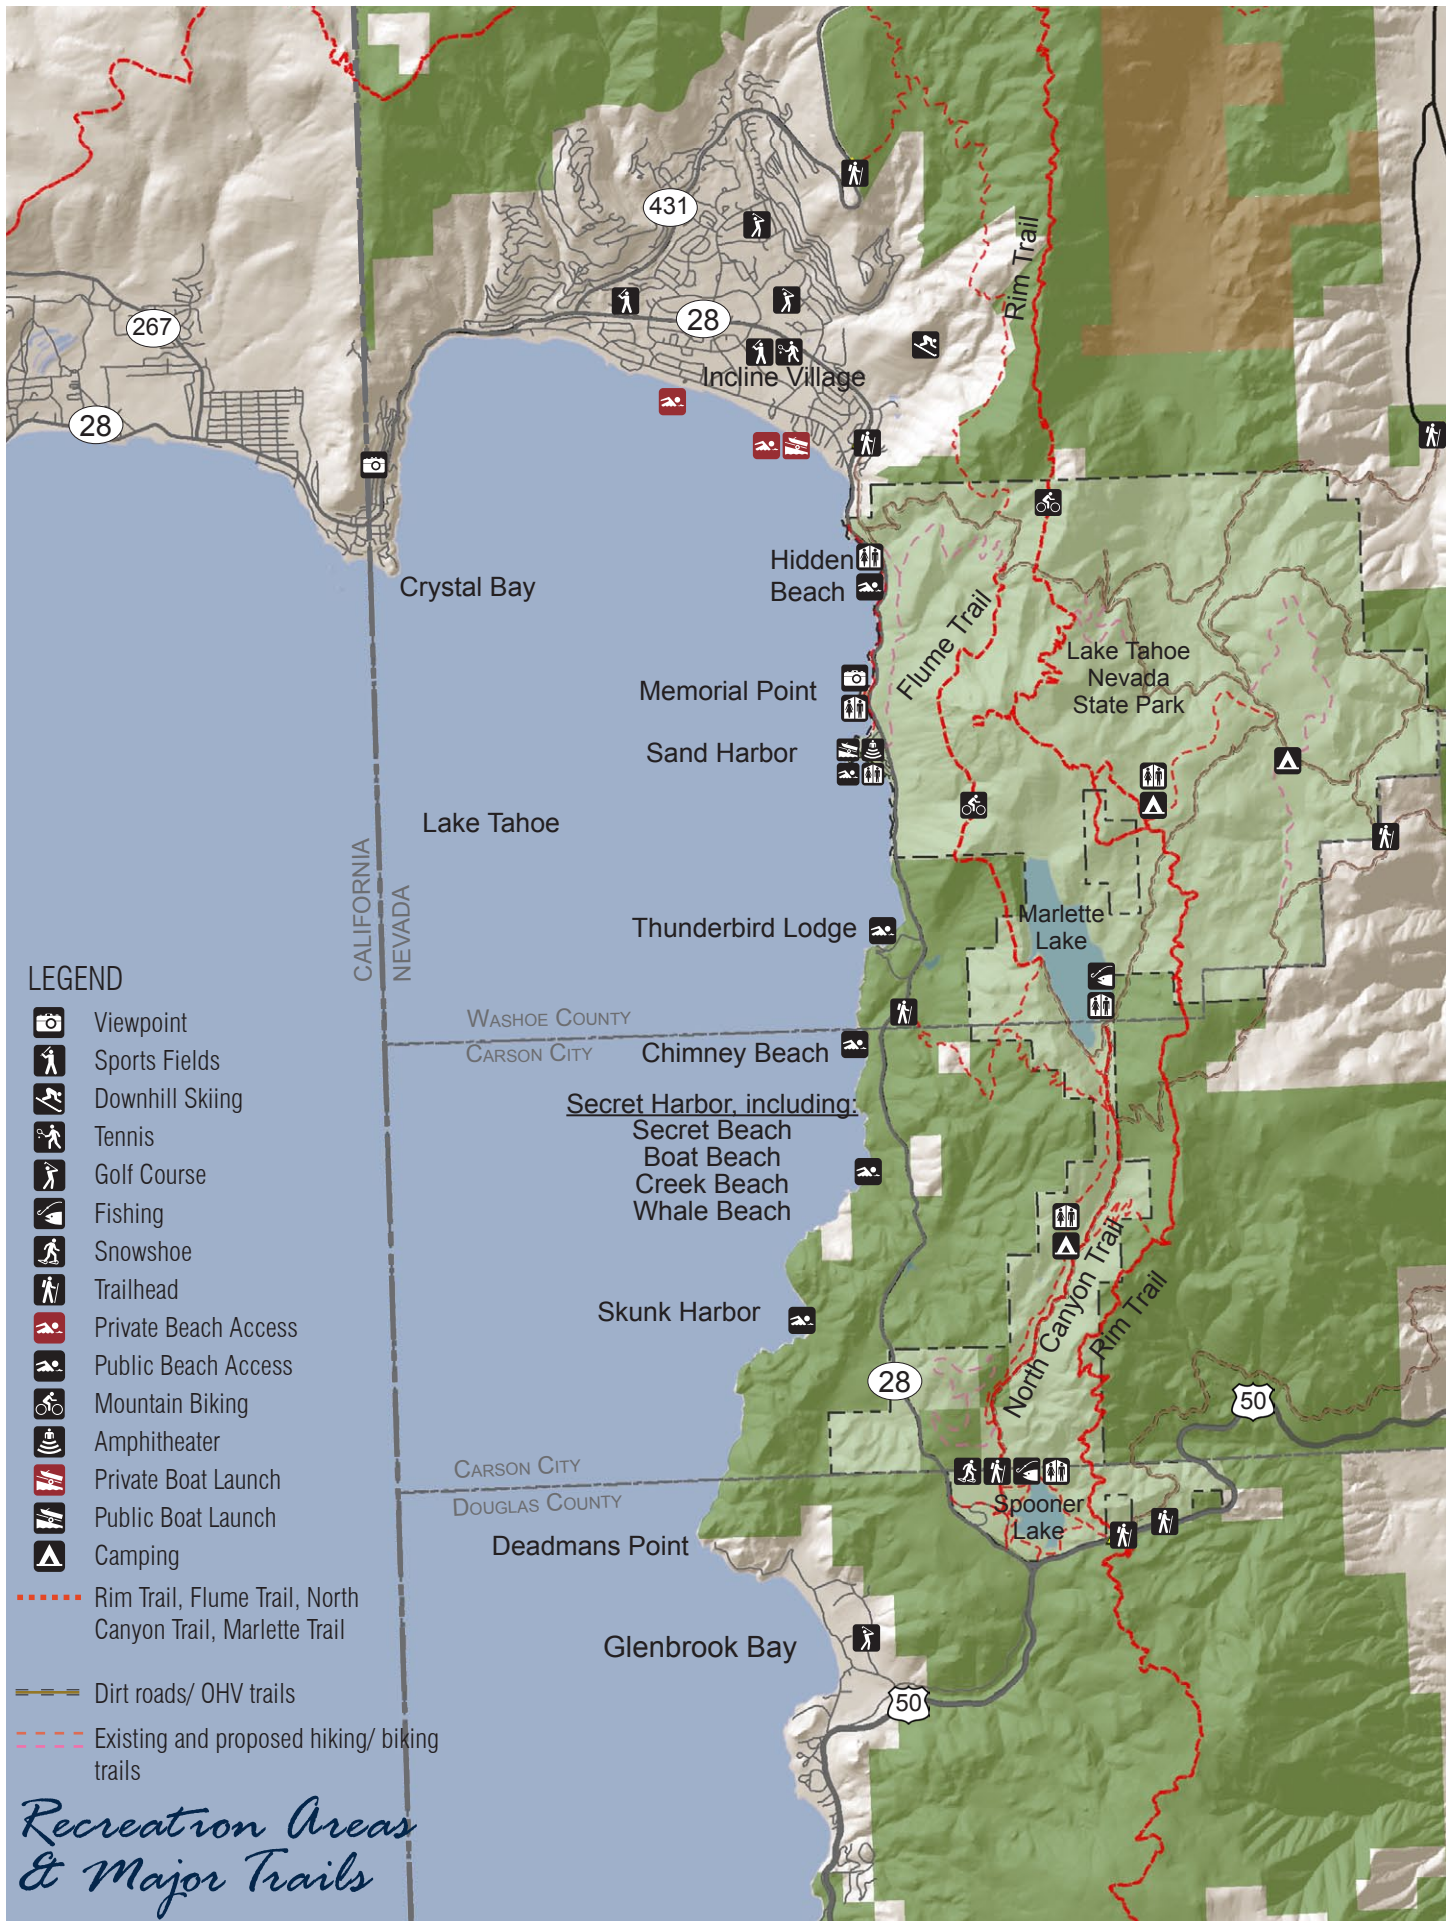 431
Rim Trail
267
28
28
Incline Village
Hidden
Beach
Crystal Bay
Flume Trail
Lake Tahoe
Nevada
State Park
Memorial Point
Sand Harbor
Lake Tahoe
CALIFORNIA
NEVADA
Marlette
Lake
Thunderbird Lodge
WASHOE COUNTY
CARSON CITY
Chimney Beach
Secret Harbor, including:
Secret Beach
Boat Beach
Creek Beach
Whale Beach
North Canyon Trail
Rim Trail
Skunk Harbor
28
50
CARSON CITY
DOUGLAS COUNTY
Spooner
Lake
Deadmans Point
Glenbrook Bay
50
LEGEND
Viewpoint
Sports Fields
Downhill Skiing
Tennis
Golf Course
Fishing
Snowshoe
Trailhead
Private Beach Access
Public Beach Access
Mountain Biking
Amphitheater
Private Boat Launch
Public Boat Launch
Camping
Rim Trail, Flume Trail, North
Canyon Trail, Marlette Trail
Dirt roads/ OHV trails
Existing and proposed hiking/ biking
trails
Recreation Areas
& Major Trails